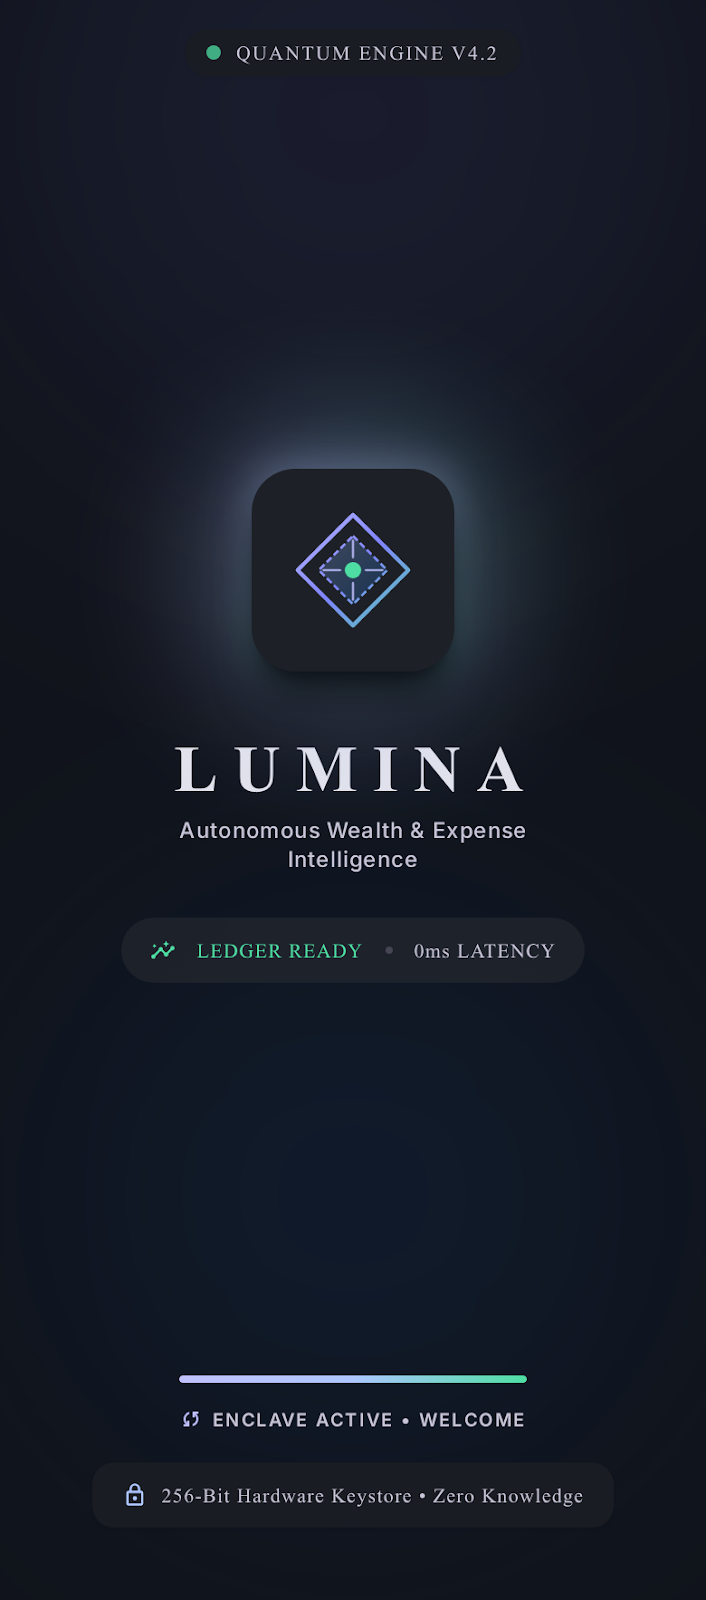 QUANTUM ENGINE V4.2
LUMINA
Autonomous Wealth & Expense
Intelligence
LEDGER READY • 0ms LATENCY
ENCLAVE ACTIVE • WELCOME
256-Bit Hardware Keystore • Zero Knowledge